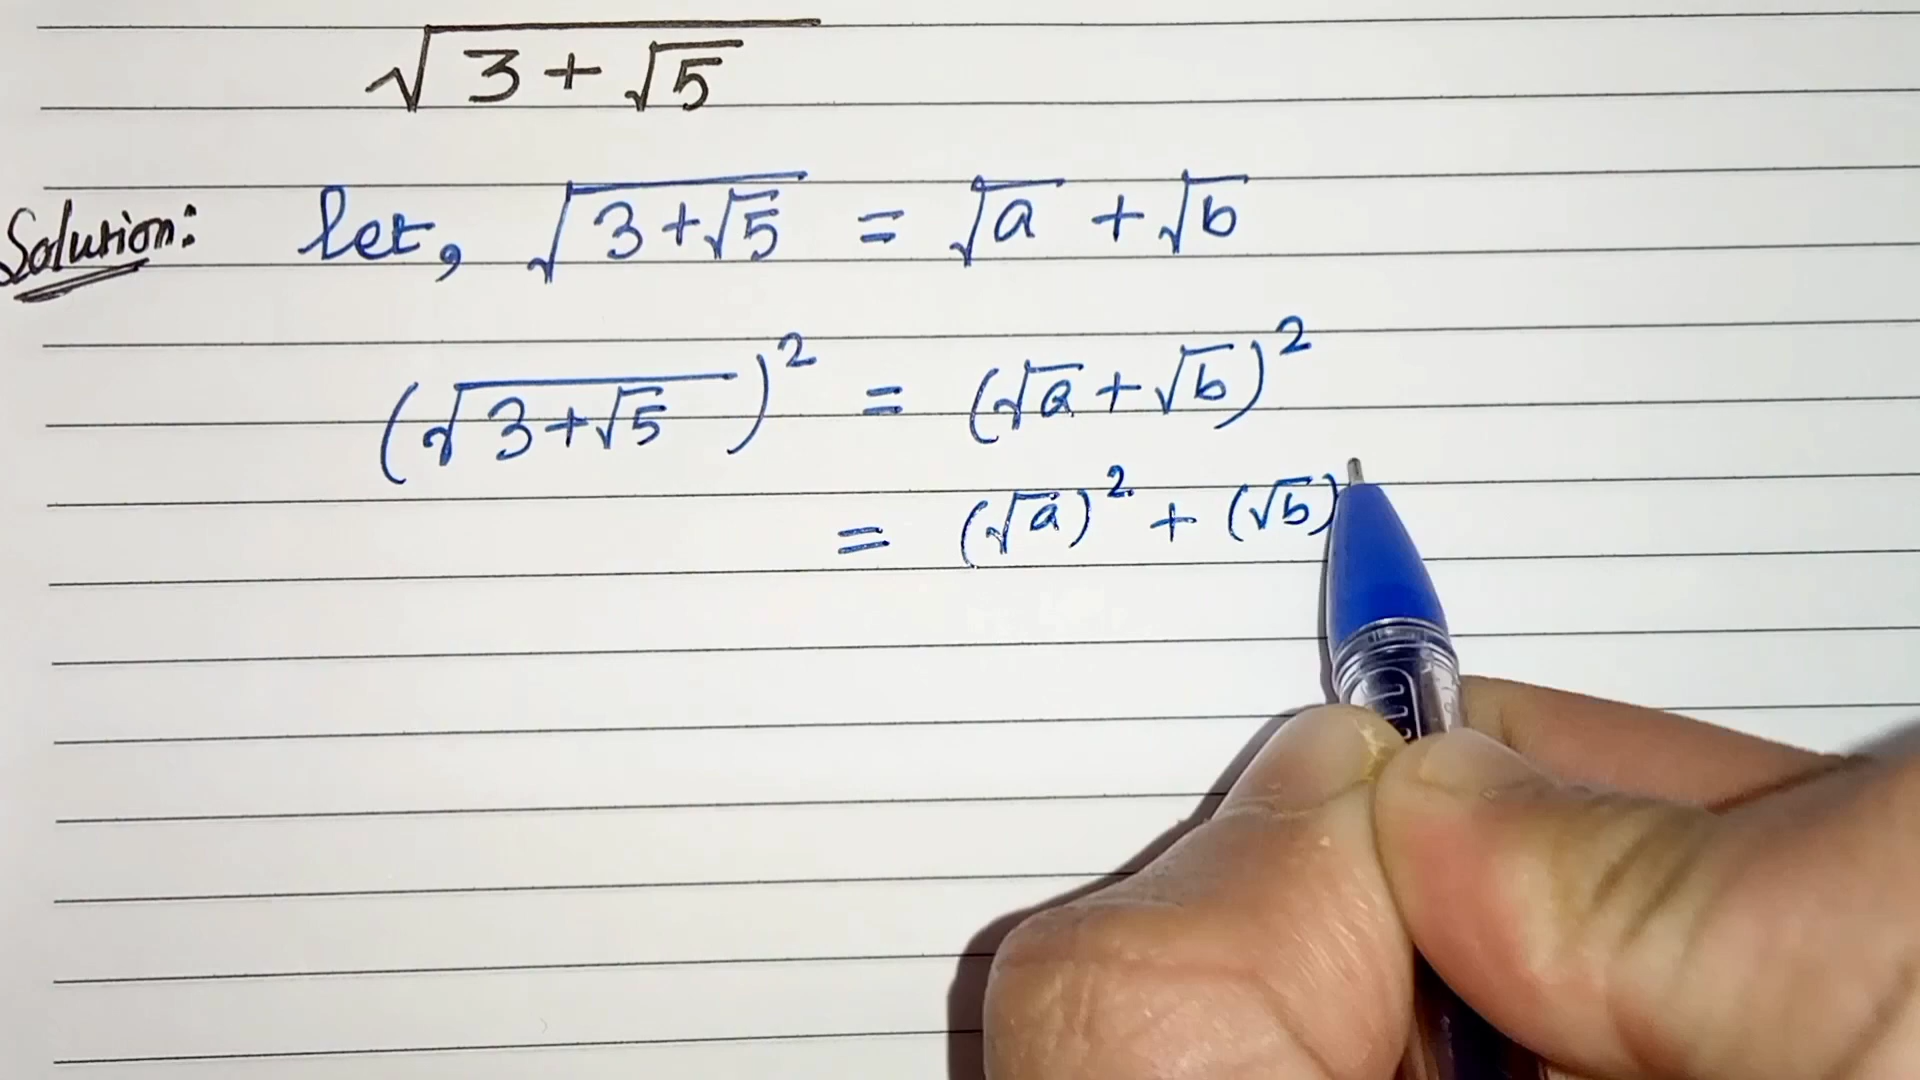 √(3+√5)
Solution: let, √(3+√5) = √a + √b
(√(3+√5))² = (√a + √b)²
= (√a)² + (√b)